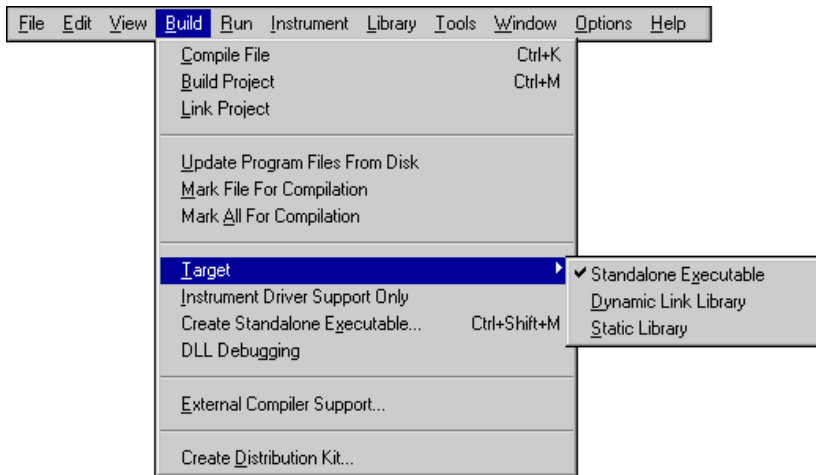 File Edit View Build Run Instrument Library Tools Window Options Help
Compile File Ctrl+K
Build Project Ctrl+M
Link Project
Update Program Files From Disk
Mark File For Compilation
Mark All For Compilation
Target
Standalone Executable
Instrument Driver Support Only
Dynamic Link Library
Create Standalone Executable... Ctrl+Shift+M
Static Library
DLL Debugging
External Compiler Support...
Create Distribution Kit...